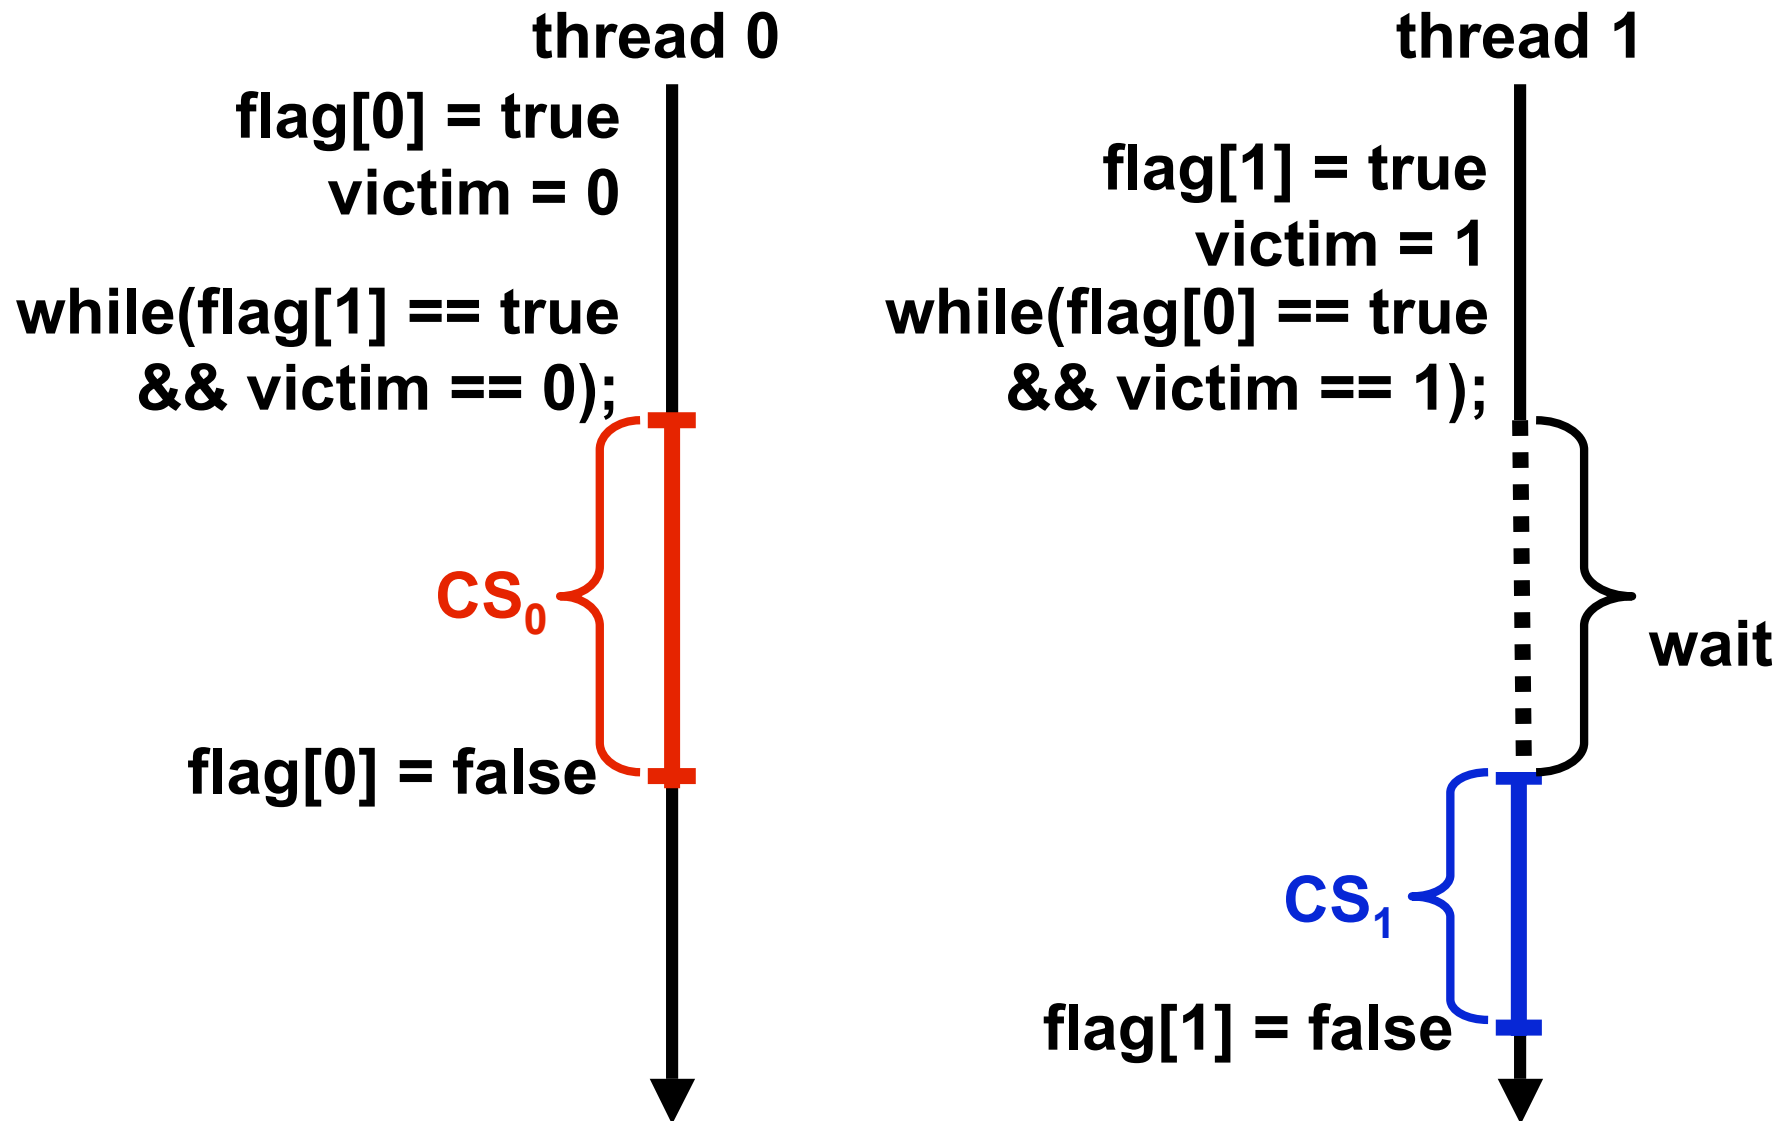 thread 0
flag[0] = true
victim = 0
while(flag[1] == true
&& victim == 0);
CS₀
flag[0] = false
thread 1
flag[1] = true
victim = 1
while(flag[0] == true
&& victim == 1);
wait
CS₁
flag[1] = false